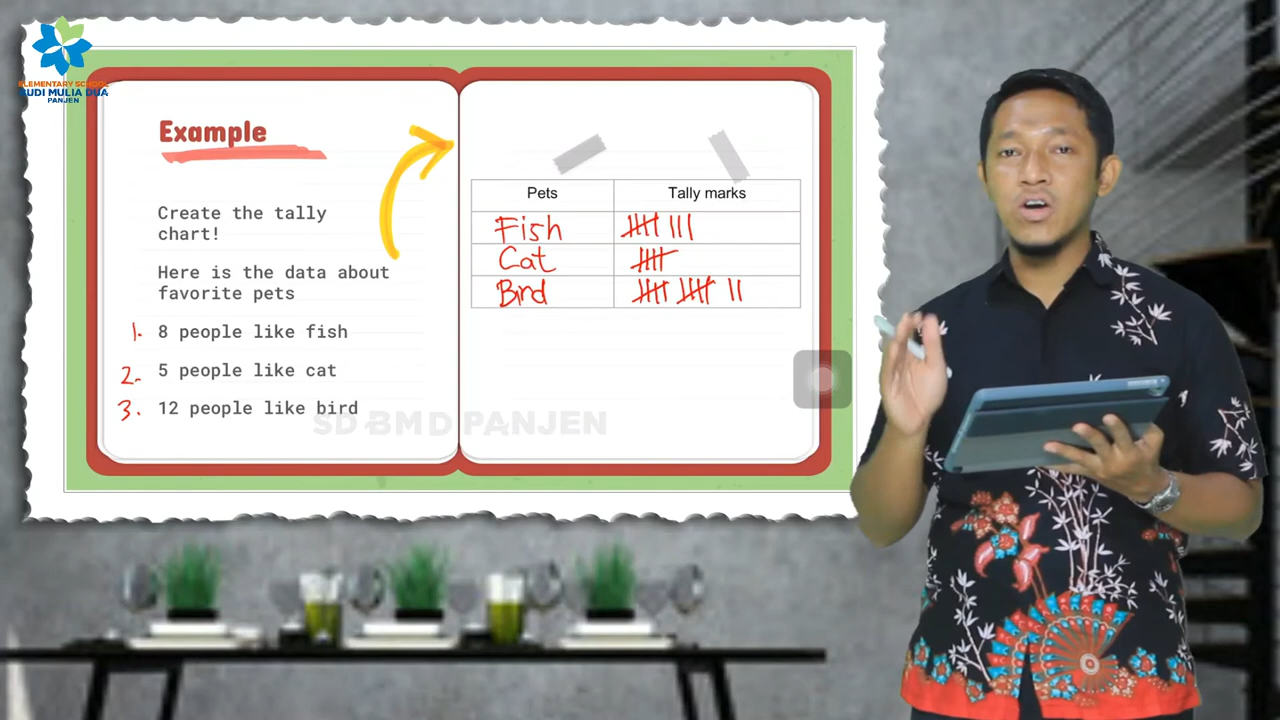 ELEMENTARY SCHOOL
BUDI MULIA DUA
PANJEN
Example
Create the tally
chart!
Here is the data about
favorite pets
1. 8 people like fish
2. 5 people like cat
3. 12 people like bird
Pets Tally marks
Fish
Cat
Bird
SD BMD PANJEN